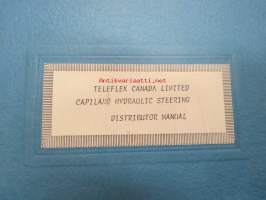 Antikvariaatti.net
TELEFLEX CANADA LIMITED
CAPILANO HYDRAULIC STEERING
DISTRIBUTOR MANUAL